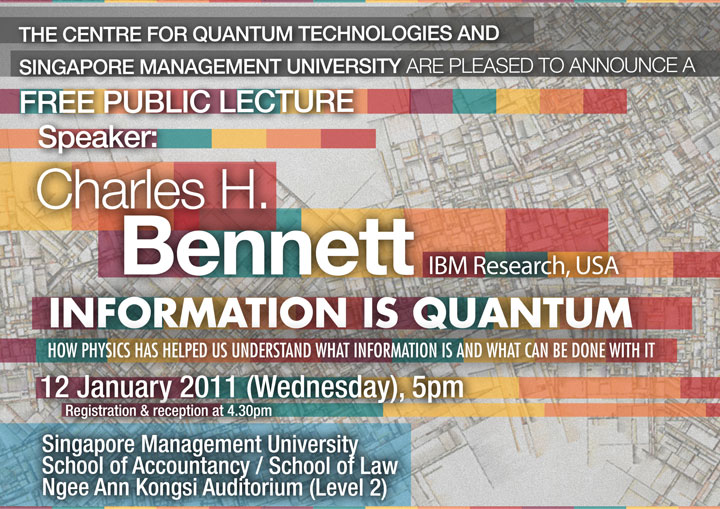 THE CENTRE FOR QUANTUM TECHNOLOGIES AND
SINGAPORE MANAGEMENT UNIVERSITY ARE PLEASED TO ANNOUNCE A
FREE PUBLIC LECTURE
Speaker:
Charles H.
Bennett IBM Research, USA
INFORMATION IS QUANTUM
HOW PHYSICS HAS HELPED US UNDERSTAND WHAT INFORMATION IS AND WHAT CAN BE DONE WITH IT
12 January 2011 (Wednesday), 5pm
Registration & reception at 4.30pm
Singapore Management University
School of Accountancy / School of Law
Ngee Ann Kongsi Auditorium (Level 2)